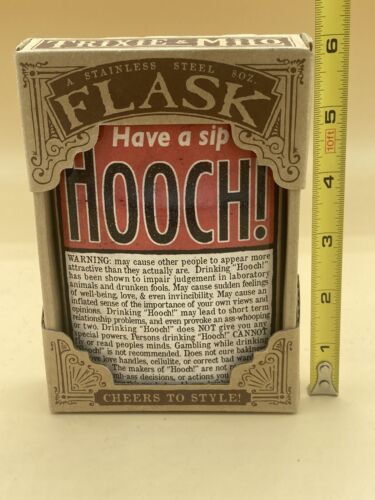 TRIXIE & MILO
A STAINLESS STEEL 8OZ.
FLASK
Have a sip
HOOCH!
WARNING: may cause other people to appear more
attractive than they actually are. Drinking "Hooch!"
has been shown to impair judgement in laboratory
animals and drunken fools. May cause sudden feelings
of well-being, love, & even invincibility. May cause an
inflated sense of the importance of your own views and
opinions. Drinking "Hooch!" may lead to short term
relationship problems, and even provoke an ass-whooping
or two. Drinking "Hooch!" does NOT give you any
special powers. Persons drinking "Hooch!" CANNOT
or read peoples minds. Gambling while drinking
"Hooch!" is not recommended. Does not cure baldness
love handles, cellulite, or correct bad
The makers of "Hooch!" are not
decisions, or actions you
CHEERS TO STYLE!
6
5
10ft
4
3
2
1